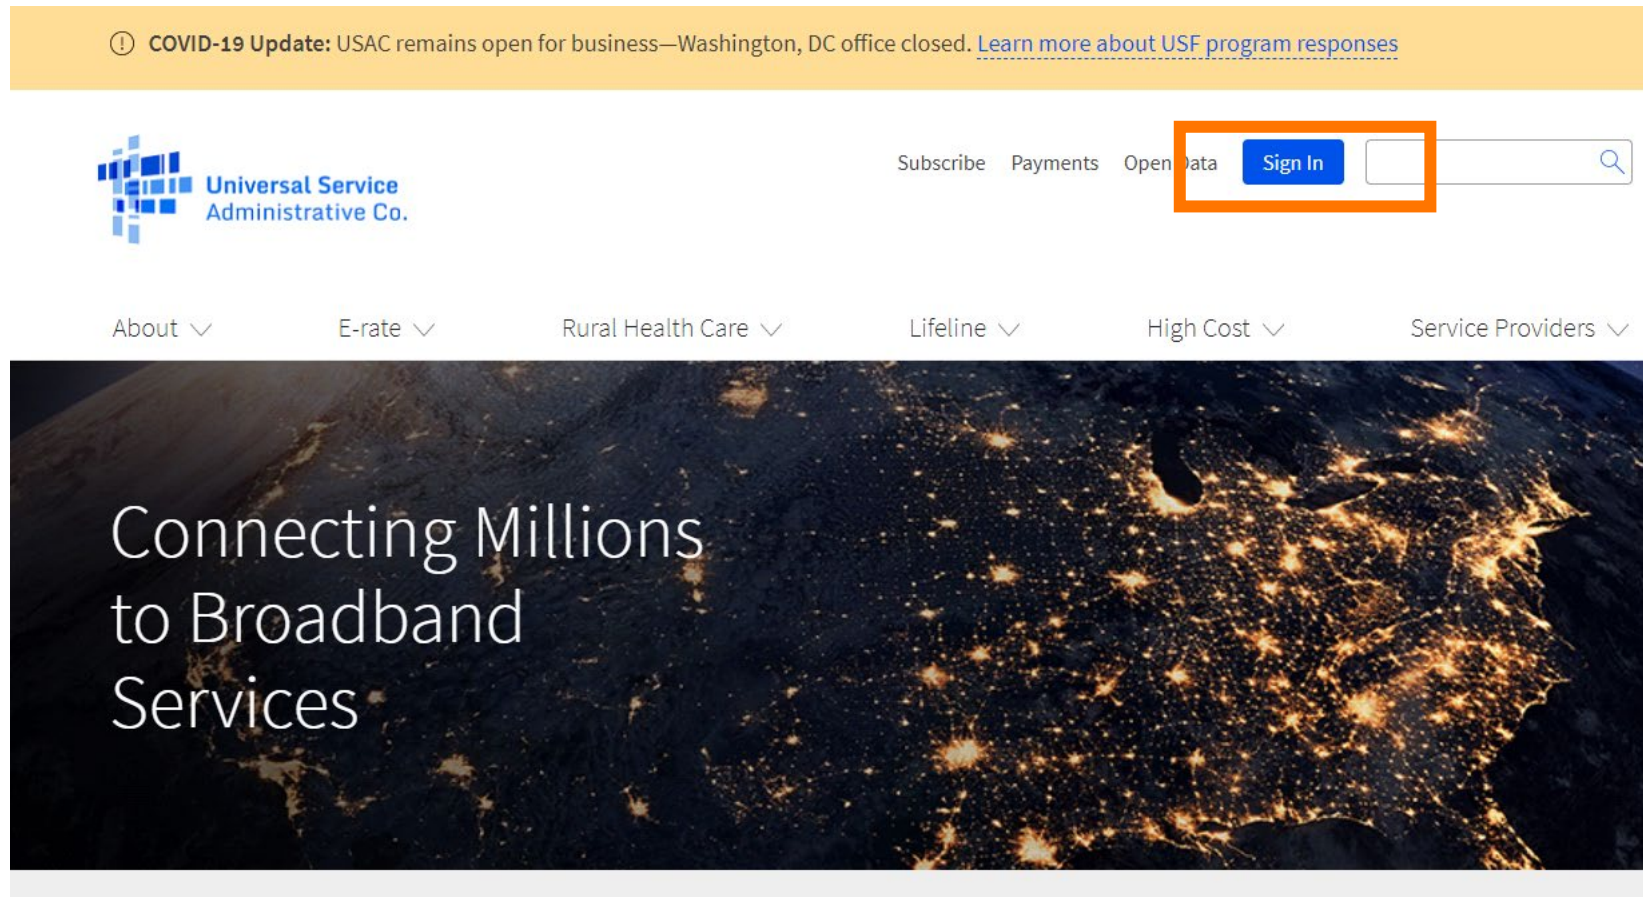 COVID-19 Update: USAC remains open for business—Washington, DC office closed. Learn more about USF program responses
Universal Service
Administrative Co.
Subscribe Payments Open Data Sign In
About E-rate Rural Health Care Lifeline High Cost Service Providers
Connecting Millions
to Broadband
Services